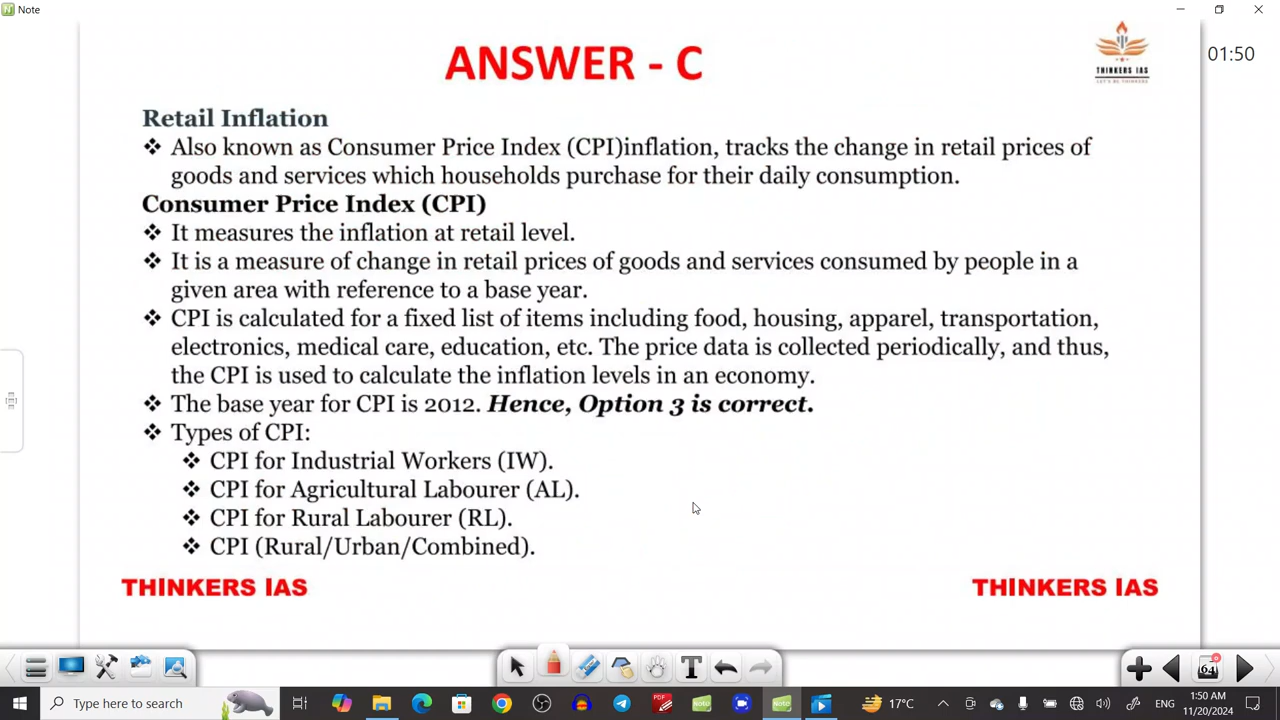 Note
01:50
ANSWER - C
THINKERS IAS
LET'S BE THINKERS
Retail Inflation
❖ Also known as Consumer Price Index (CPI)inflation, tracks the change in retail prices of
goods and services which households purchase for their daily consumption.
Consumer Price Index (CPI)
❖ It measures the inflation at retail level.
❖ It is a measure of change in retail prices of goods and services consumed by people in a
given area with reference to a base year.
❖ CPI is calculated for a fixed list of items including food, housing, apparel, transportation,
electronics, medical care, education, etc. The price data is collected periodically, and thus,
the CPI is used to calculate the inflation levels in an economy.
❖ The base year for CPI is 2012. Hence, Option 3 is correct.
❖ Types of CPI:
❖ CPI for Industrial Workers (IW).
❖ CPI for Agricultural Labourer (AL).
❖ CPI for Rural Labourer (RL).
❖ CPI (Rural/Urban/Combined).
THINKERS IAS THINKERS IAS
Type here to search
17°C
ENG
1:50 AM
11/20/2024